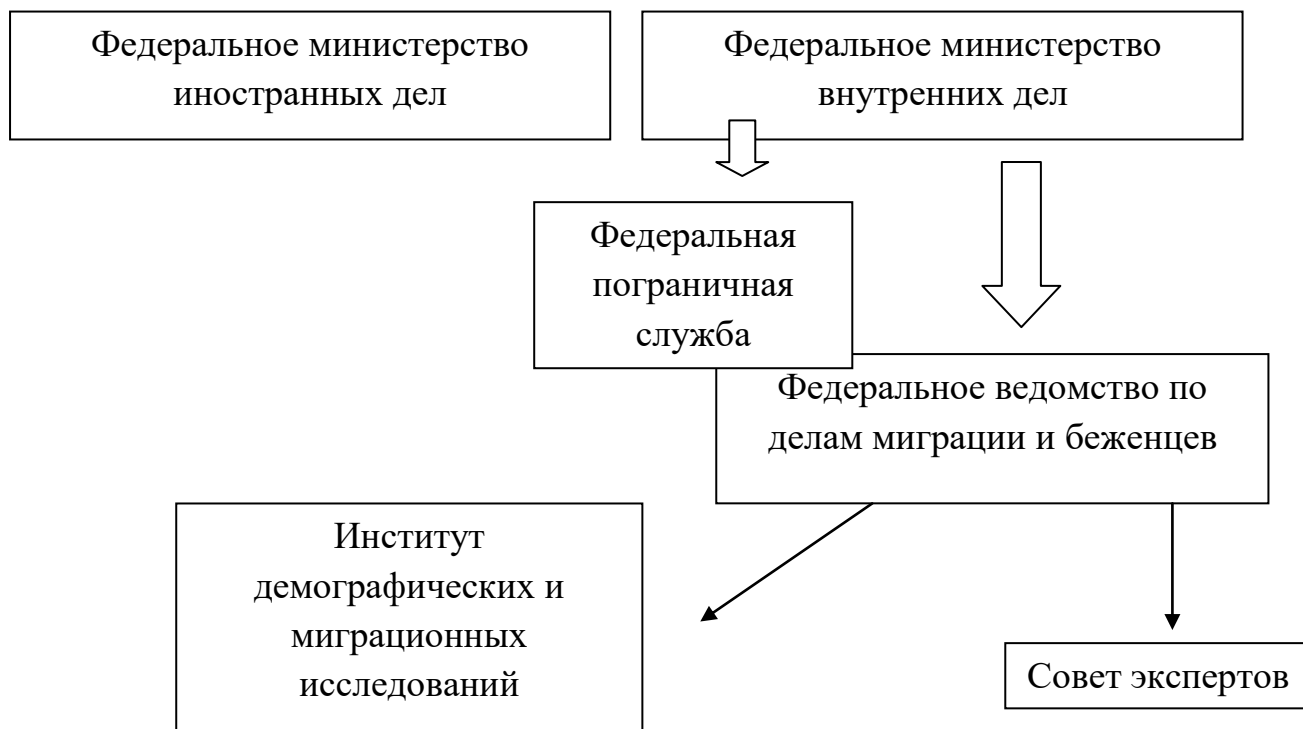 Федеральное министерство
иностранных дел
Федеральное министерство
внутренних дел
Федеральная
пограничная
служба
Федеральное ведомство по
делам миграции и беженцев
Институт
демографических и
миграционных
исследований
Совет экспертов